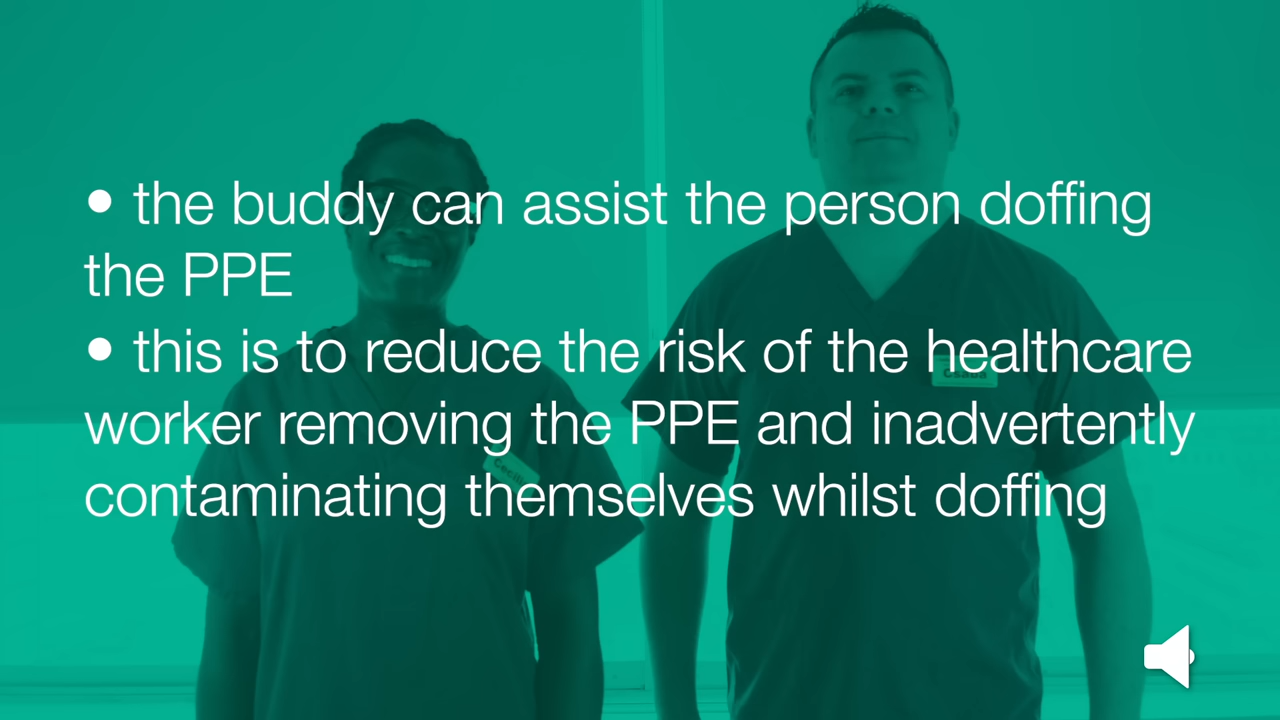 • the buddy can assist the person doffing
the PPE
• this is to reduce the risk of the healthcare
worker removing the PPE and inadvertently
contaminating themselves whilst doffing